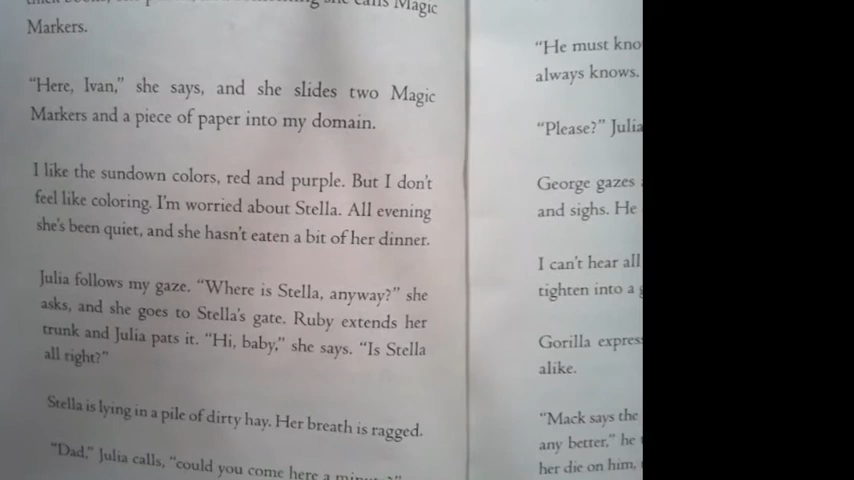 she calls Magic
Markers.
“Here, Ivan,” she says, and she slides two Magic
Markers and a piece of paper into my domain.
I like the sundown colors, red and purple. But I don’t
feel like coloring. I’m worried about Stella. All evening
she’s been quiet, and she hasn’t eaten a bit of her dinner.
Julia follows my gaze. “Where is Stella, anyway?” she
asks, and she goes to Stella’s gate. Ruby extends her
trunk and Julia pats it. “Hi, baby,” she says. “Is Stella
all right?”
Stella is lying in a pile of dirty hay. Her breath is ragged.
“Dad,” Julia calls, “could you come here a
“He must
always knows.
“Please?” Julia
George gazes
and sighs. He
I can’t hear all
tighten into a
Gorilla
alike.
“Mack says the
any better,” he
her die on him,